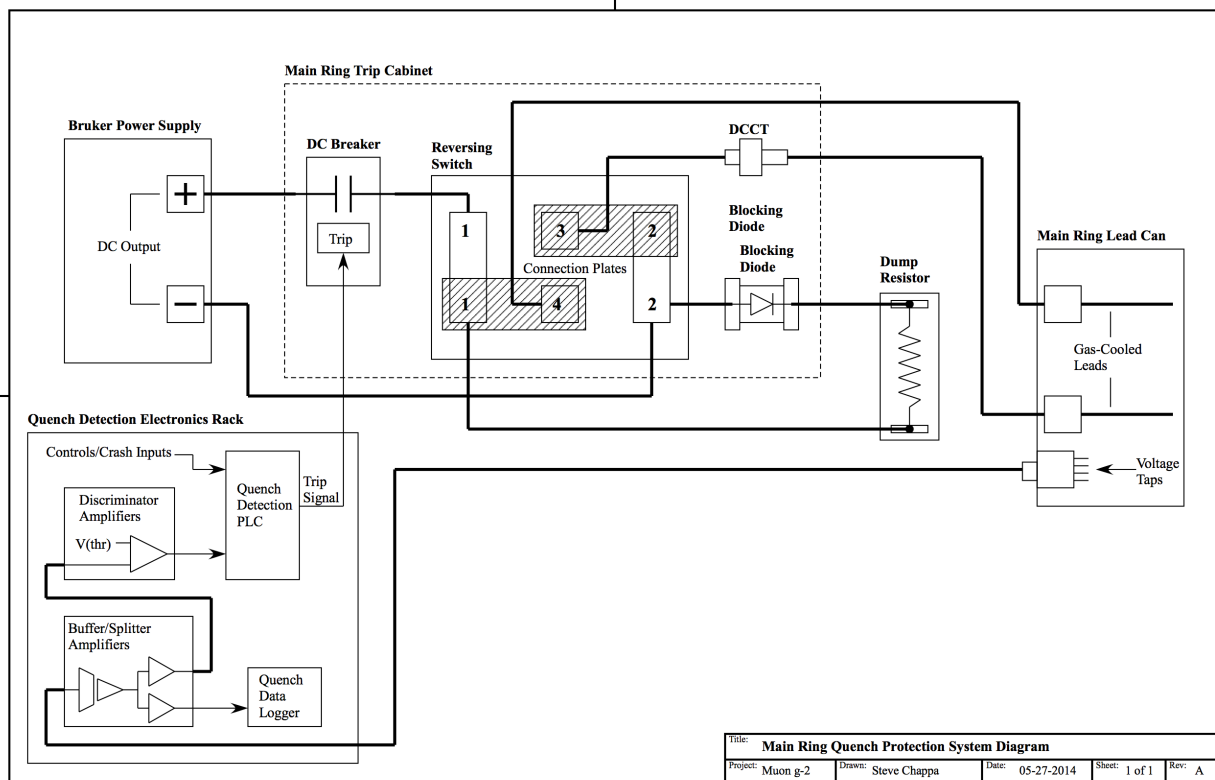 Main Ring Trip Cabinet
Bruker Power Supply
+
DC Output
−
DC Breaker
Trip
Reversing
Switch
1
1
3
2
Connection Plates
4
2
DCCT
Blocking
Diode
Blocking
Diode
Dump
Resistor
Main Ring Lead Can
Gas-Cooled
Leads
Voltage
Taps
Quench Detection Electronics Rack
Controls/Crash Inputs
Quench
Detection
PLC
Trip
Signal
Discriminator
Amplifiers
V(thr)
Buffer/Splitter
Amplifiers
Quench
Data
Logger
Title: Main Ring Quench Protection System Diagram
Project: Muon g-2 Drawn: Steve Chappa Date: 05-27-2014 Sheet: 1 of 1 Rev: A